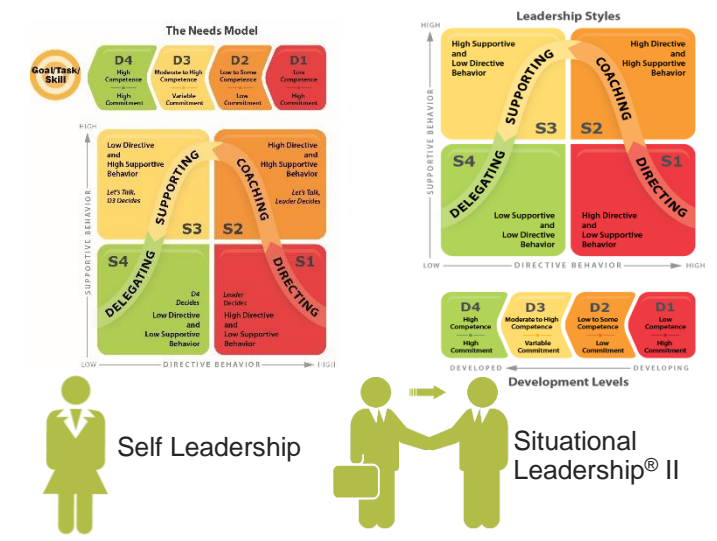 The Needs Model
Goal/Task/
Skill
D4
High
Competence
High
Commitment
D3
Moderate to High
Competence
Variable
Commitment
D2
Low to Some
Competence
Low
Commitment
D1
Low
Competence
High
Commitment
HIGH
SUPPORTIVE BEHAVIOR
Low Directive
and
High Supportive
Behavior
Let's Talk,
D3 Decides
S3
High Directive
and
High Supportive
Behavior
Let's Talk,
Leader Decides
S2
S4
D4
Decides
Low Directive
and
Low Supportive
Behavior
S1
Leader
Decides
High Directive
and
Low Supportive
Behavior
DELEGATING
SUPPORTING
COACHING
DIRECTING
LOW
DIRECTIVE BEHAVIOR
HIGH
Self Leadership
Leadership Styles
HIGH
SUPPORTIVE BEHAVIOR
High Supportive
and
Low Directive
Behavior
S3
High Directive
and
High Supportive
Behavior
S2
S4
Low Supportive
and
Low Directive
Behavior
S1
High Directive
and
Low Supportive
Behavior
DELEGATING
SUPPORTING
COACHING
DIRECTING
LOW
DIRECTIVE BEHAVIOR
HIGH
D4
High
Competence
High
Commitment
D3
Moderate to High
Competence
Variable
Commitment
D2
Low to Some
Competence
Low
Commitment
D1
Low
Competence
High
Commitment
DEVELOPED
DEVELOPING
Development Levels
Situational
Leadership® II